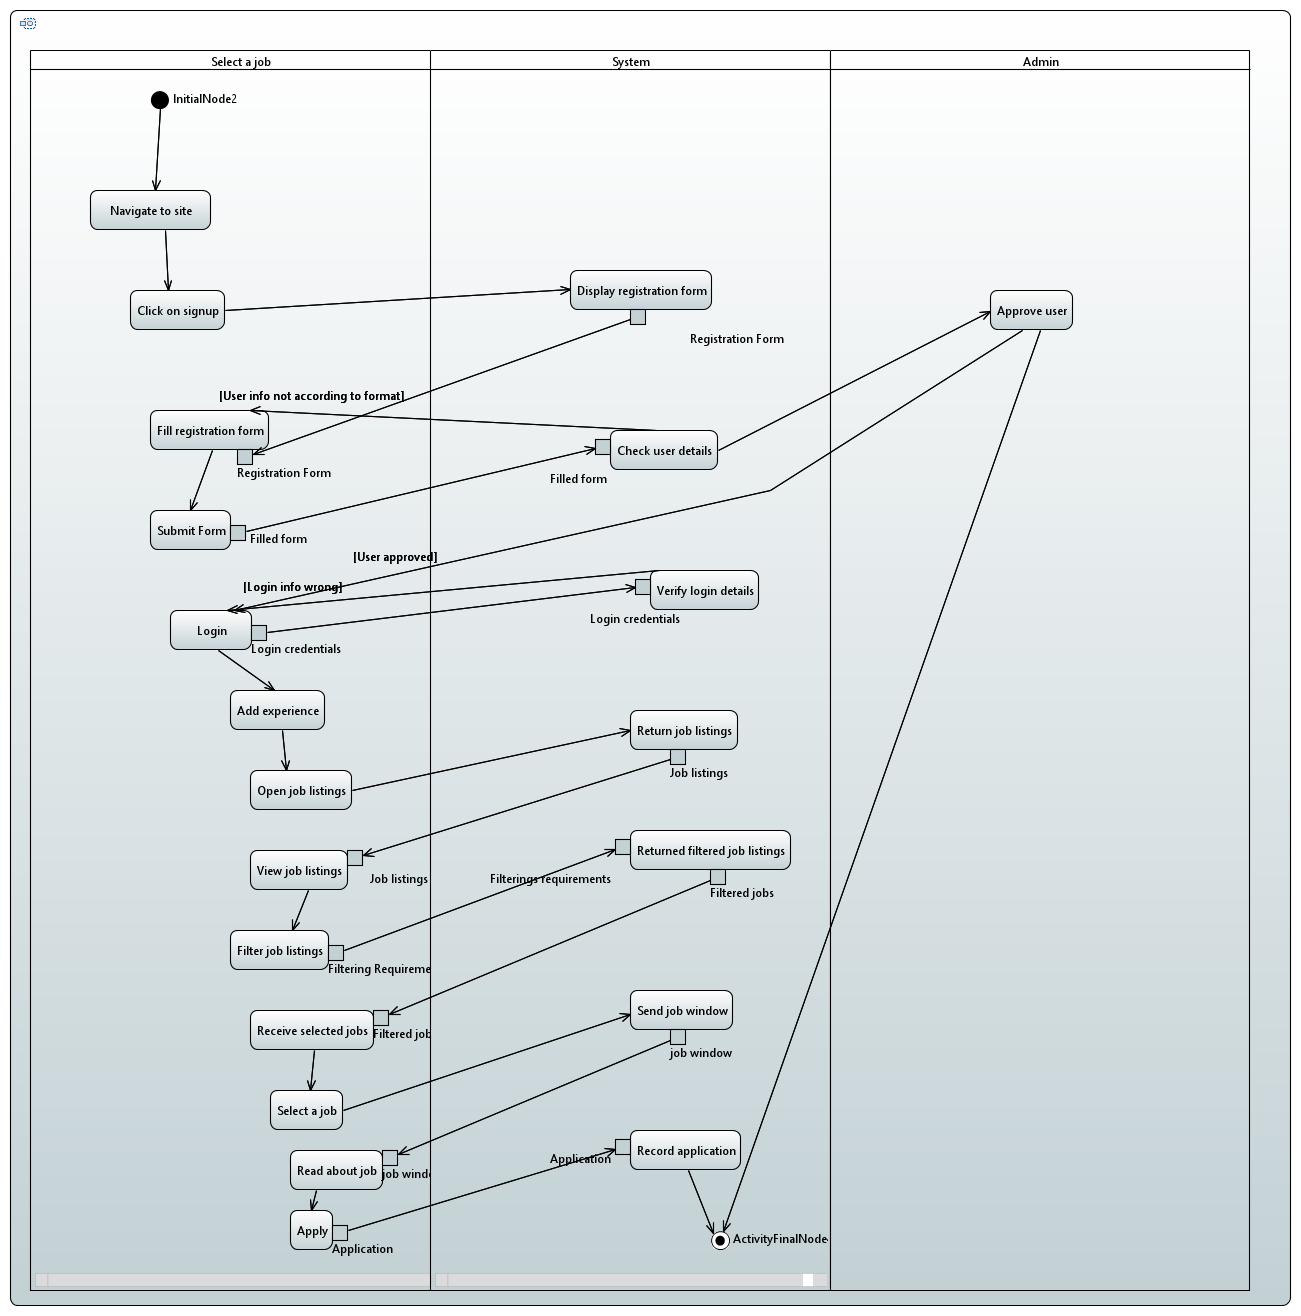 Select a job
System
Admin
InitialNode2
Navigate to site
Click on signup
Display registration form
Approve user
Registration Form
[User info not according to format]
Fill registration form
Check user details
Registration Form
Filled form
Submit Form
Filled form
[User approved]
[Login info wrong]
Verify login details
Login credentials
Login
Login credentials
Add experience
Return job listings
Job listings
Open job listings
Returned filtered job listings
View job listings
Job listings
Filterings requirements
Filtered jobs
Filter job listings
Filtering Requireme
Send job window
Receive selected jobs
Filtered job
job window
Select a job
Record application
Application
Read about job
job wind
Apply
Application
ActivityFinalNode